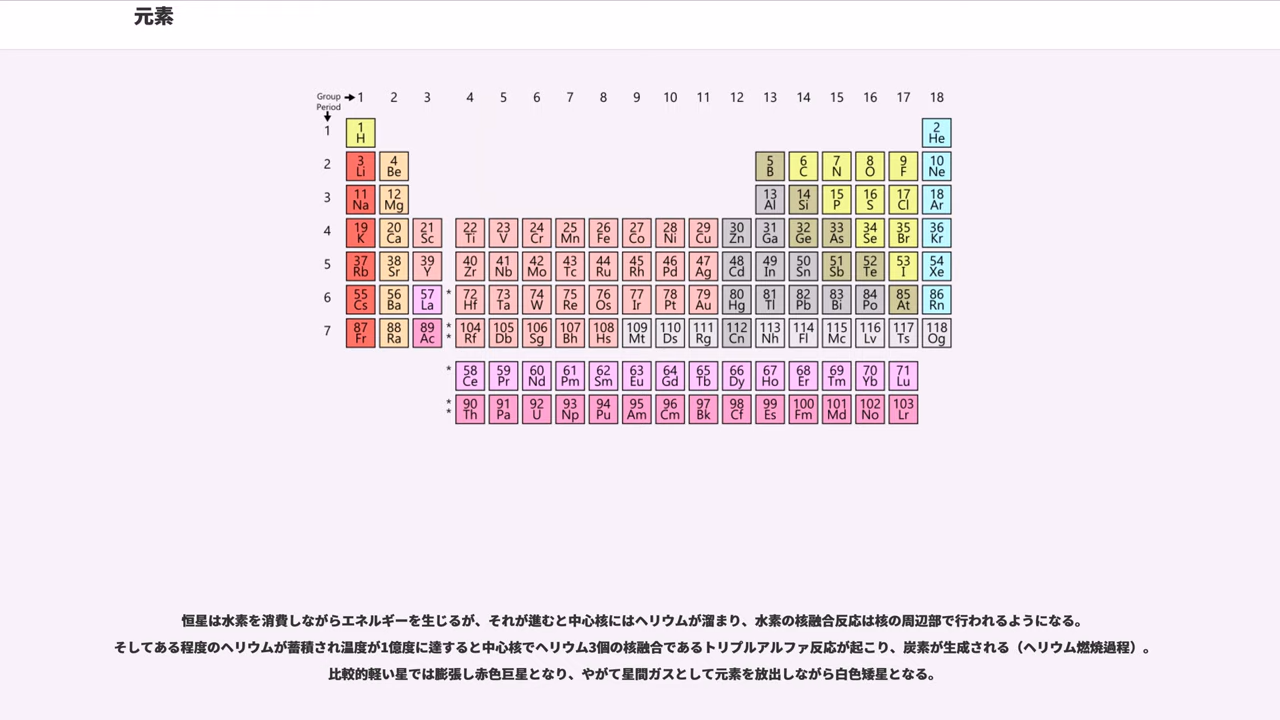 元素
Group → 1 2 3 4 5 6 7 8 9 10 11 12 13 14 15 16 17 18
Period
↓
1 1 H 2 He
2 3 Li 4 Be 5 B 6 C 7 N 8 O 9 F 10 Ne
3 11 Na 12 Mg 13 Al 14 Si 15 P 16 S 17 Cl 18 Ar
4 19 K 20 Ca 21 Sc 22 Ti 23 V 24 Cr 25 Mn 26 Fe 27 Co 28 Ni 29 Cu 30 Zn 31 Ga 32 Ge 33 As 34 Se 35 Br 36 Kr
5 37 Rb 38 Sr 39 Y 40 Zr 41 Nb 42 Mo 43 Tc 44 Ru 45 Rh 46 Pd 47 Ag 48 Cd 49 In 50 Sn 51 Sb 52 Te 53 I 54 Xe
6 55 Cs 56 Ba 57 La * 72 Hf 73 Ta 74 W 75 Re 76 Os 77 Ir 78 Pt 79 Au 80 Hg 81 Tl 82 Pb 83 Bi 84 Po 85 At 86 Rn
7 87 Fr 88 Ra 89 Ac * * 104 Rf 105 Db 106 Sg 107 Bh 108 Hs 109 Mt 110 Ds 111 Rg 112 Cn 113 Nh 114 Fl 115 Mc 116 Lv 117 Ts 118 Og
* 58 Ce 59 Pr 60 Nd 61 Pm 62 Sm 63 Eu 64 Gd 65 Tb 66 Dy 67 Ho 68 Er 69 Tm 70 Yb 71 Lu
* * 90 Th 91 Pa 92 U 93 Np 94 Pu 95 Am 96 Cm 97 Bk 98 Cf 99 Es 100 Fm 101 Md 102 No 103 Lr
恒星は水素を消費しながらエネルギーを生じるが、それが進むと中心核にはヘリウムが溜まり、水素の核融合反応は核の周辺部で行われるようになる。
そしてある程度のヘリウムが蓄積され温度が1億度に達すると中心核でヘリウム3個の核融合であるトリプルアルファ反応が起こり、炭素が生成される（ヘリウム燃焼過程）。
比較的軽い星では膨張し赤色巨星となり、やがて星間ガスとして元素を放出しながら白色矮星となる。